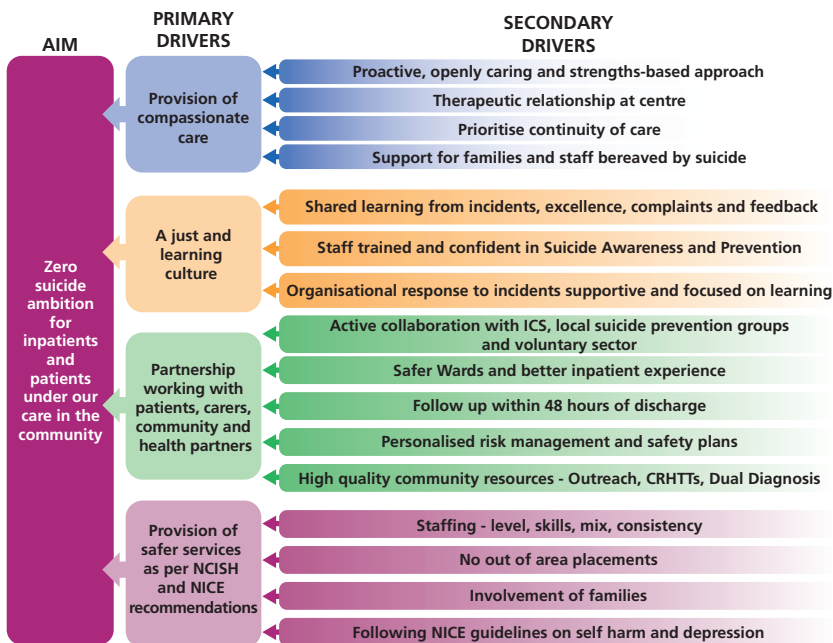 AIM
PRIMARY
DRIVERS
SECONDARY
DRIVERS
Zero
suicide
ambition
for
inpatients
and
patients
under our
care in the
community
Provision of
compassionate
care
Proactive, openly caring and strengths-based approach
Therapeutic relationship at centre
Prioritise continuity of care
Support for families and staff bereaved by suicide
A just and
learning
culture
Shared learning from incidents, excellence, complaints and feedback
Staff trained and confident in Suicide Awareness and Prevention
Organisational response to incidents supportive and focused on learning
Partnership
working with
patients, carers,
community and
health partners
Active collaboration with ICS, local suicide prevention groups
and voluntary sector
Safer Wards and better inpatient experience
Follow up within 48 hours of discharge
Personalised risk management and safety plans
High quality community resources - Outreach, CRHTTs, Dual Diagnosis
Provision of
safer services
as per NCISH
and NICE
recommendations
Staffing - level, skills, mix, consistency
No out of area placements
Involvement of families
Following NICE guidelines on self harm and depression